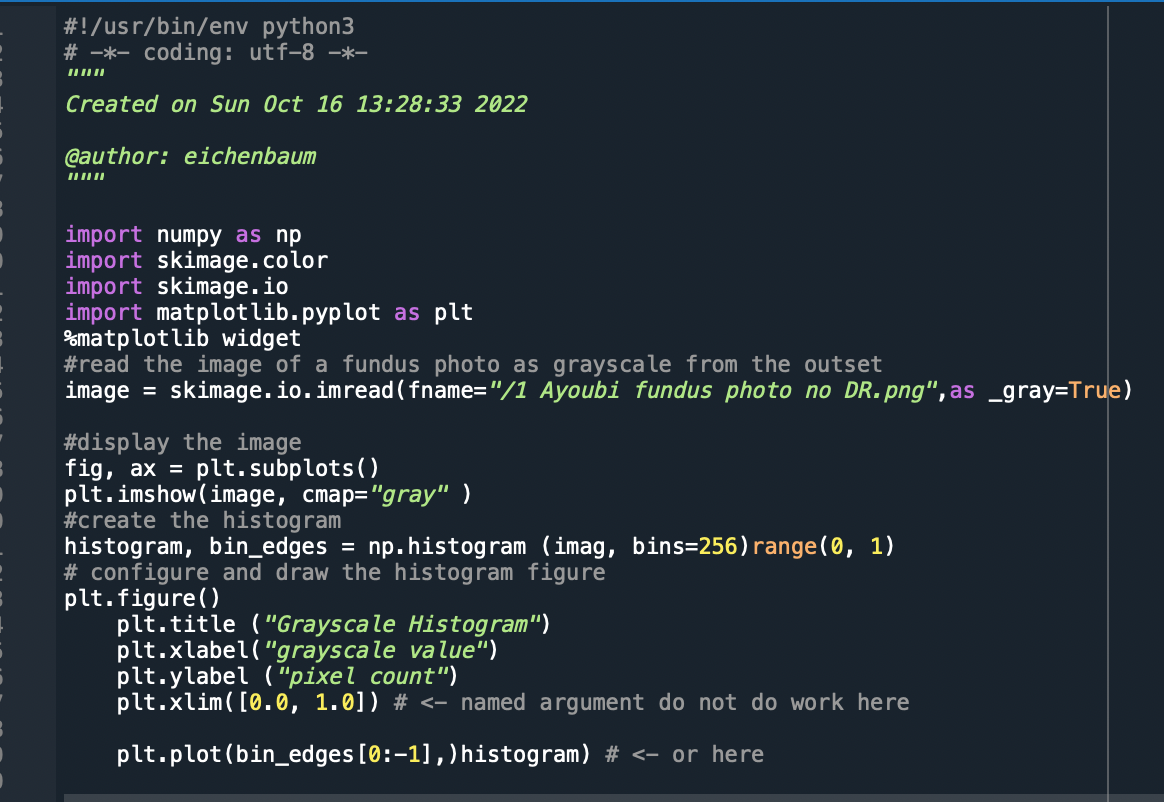 #!/usr/bin/env python3
# -*- coding: utf-8 -*-
"""
Created on Sun Oct 16 13:28:33 2022
@author: eichenbaum
"""
import numpy as np
import skimage.color
import skimage.io
import matplotlib.pyplot as plt
%matplotlib widget
#read the image of a fundus photo as grayscale from the outset
image = skimage.io.imread(fname="/1 Ayoubi fundus photo no DR.png",as _gray=True)
#display the image
fig, ax = plt.subplots()
plt.imshow(image, cmap="gray" )
#create the histogram
histogram, bin_edges = np.histogram (imag, bins=256)range(0, 1)
# configure and draw the histogram figure
plt.figure()
    plt.title ("Grayscale Histogram")
    plt.xlabel("grayscale value")
    plt.ylabel ("pixel count")
    plt.xlim([0.0, 1.0]) # <- named argument do not do work here
    plt.plot(bin_edges[0:-1],)histogram) # <- or here